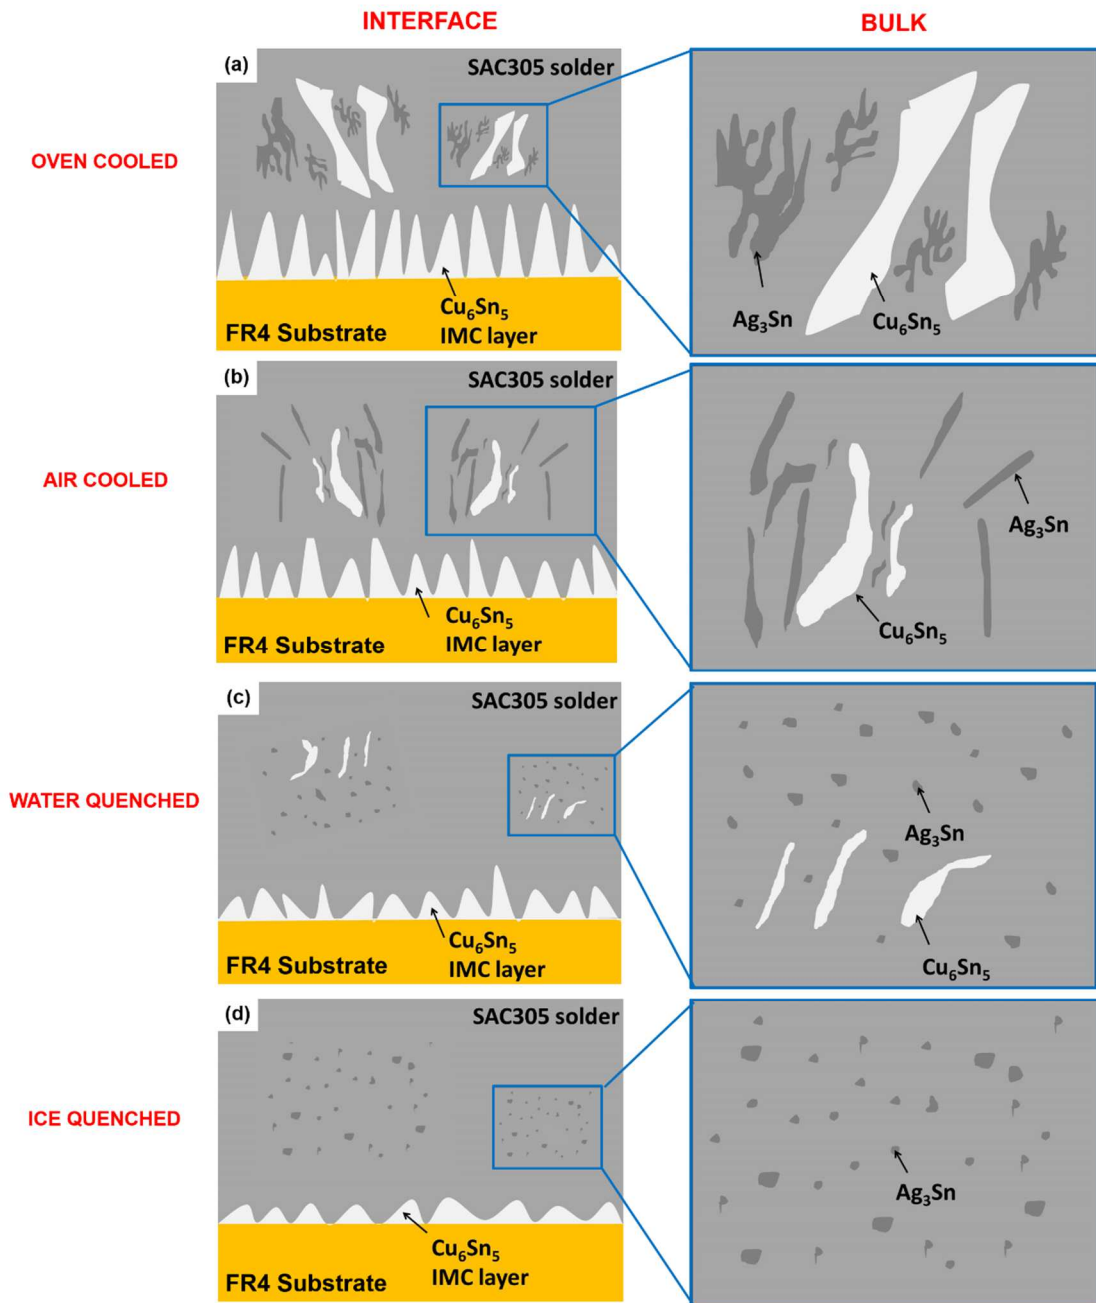 INTERFACE
BULK
(a)
SAC305 solder
OVEN COOLED
Cu₆Sn₅
IMC layer
FR4 Substrate
Ag₃Sn
Cu₆Sn₅
(b)
SAC305 solder
AIR COOLED
Cu₆Sn₅
IMC layer
FR4 Substrate
Ag₃Sn
Cu₆Sn₅
(c)
SAC305 solder
WATER QUENCHED
Cu₆Sn₅
IMC layer
FR4 Substrate
Ag₃Sn
Cu₆Sn₅
(d)
SAC305 solder
ICE QUENCHED
Cu₆Sn₅
IMC layer
FR4 Substrate
Ag₃Sn